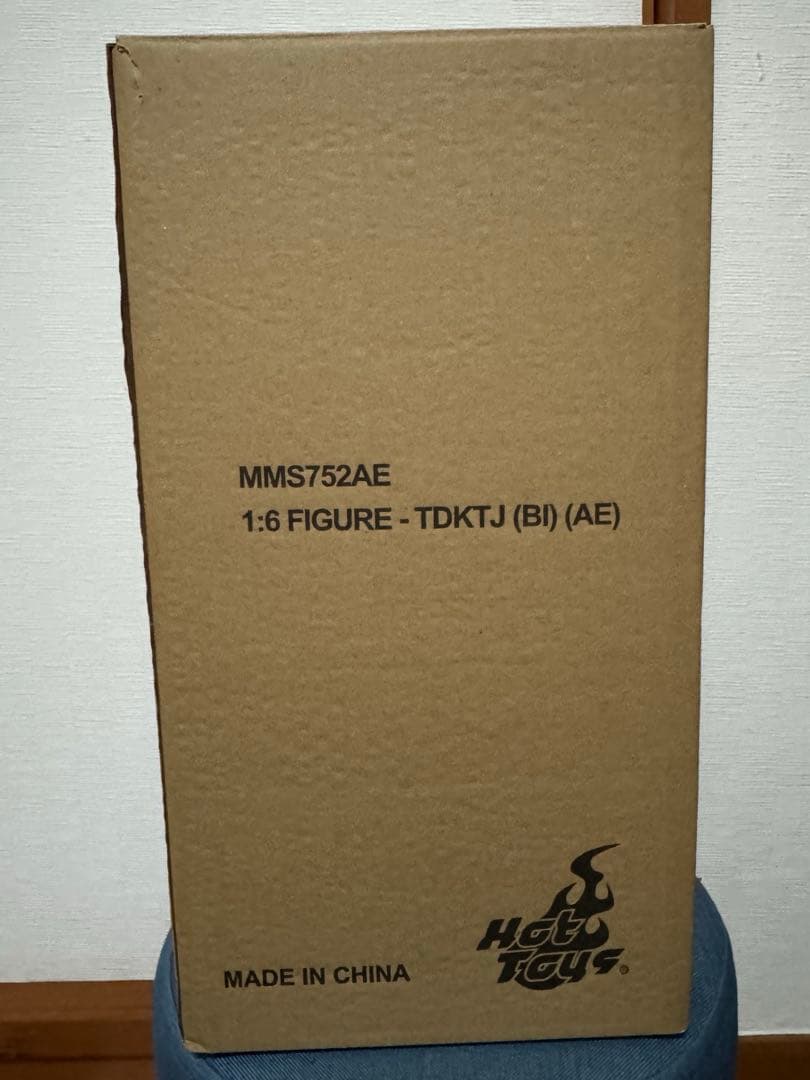 MMS752AE
1:6 FIGURE - TDKTJ (BI) (AE)
Hot
Toys®
MADE IN CHINA